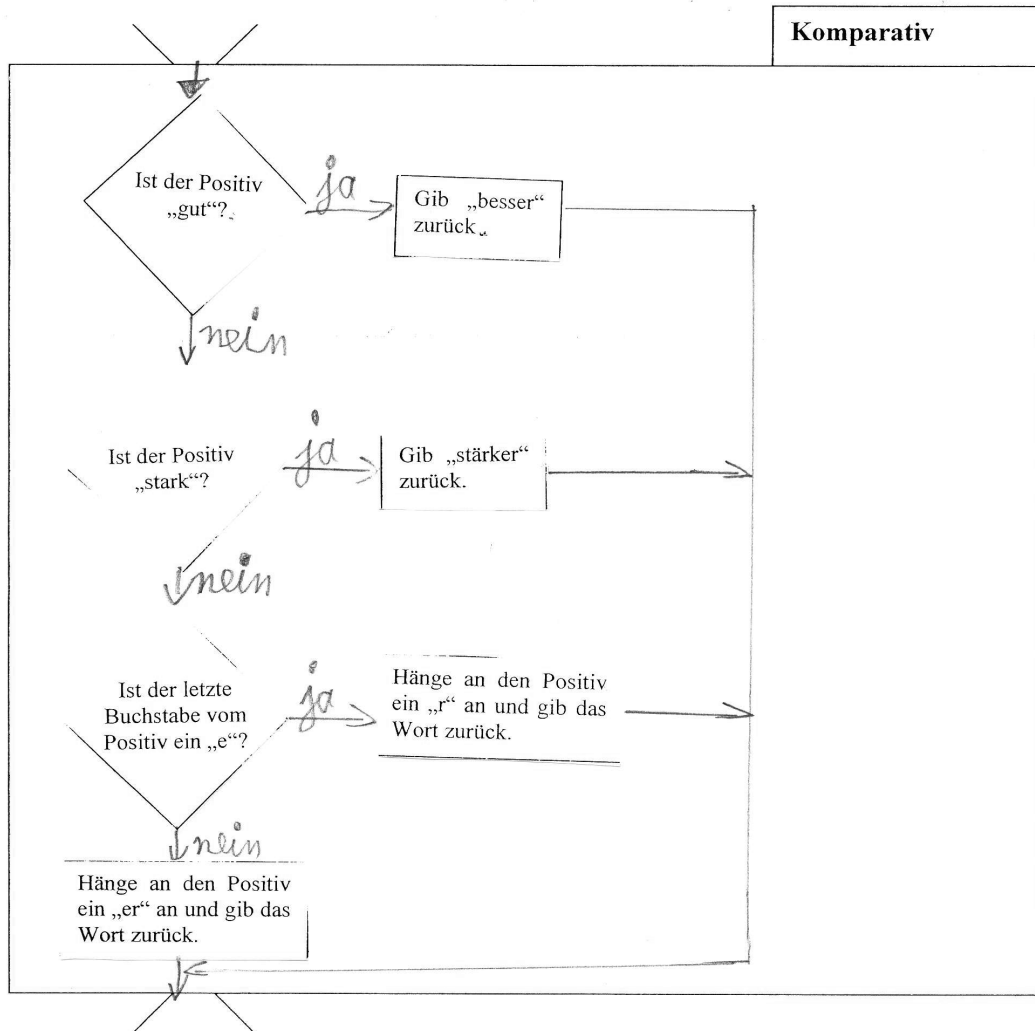 Komparativ
Ist der Positiv
„gut“?
ja
Gib „besser“
zurück.
nein
Ist der Positiv
„stark“?
ja
Gib „stärker“
zurück.
nein
Ist der letzte
Buchstabe vom
Positiv ein „e“?
ja
Hänge an den Positiv
ein „r“ an und gib das
Wort zurück.
nein
Hänge an den Positiv
ein „er“ an und gib das
Wort zurück.